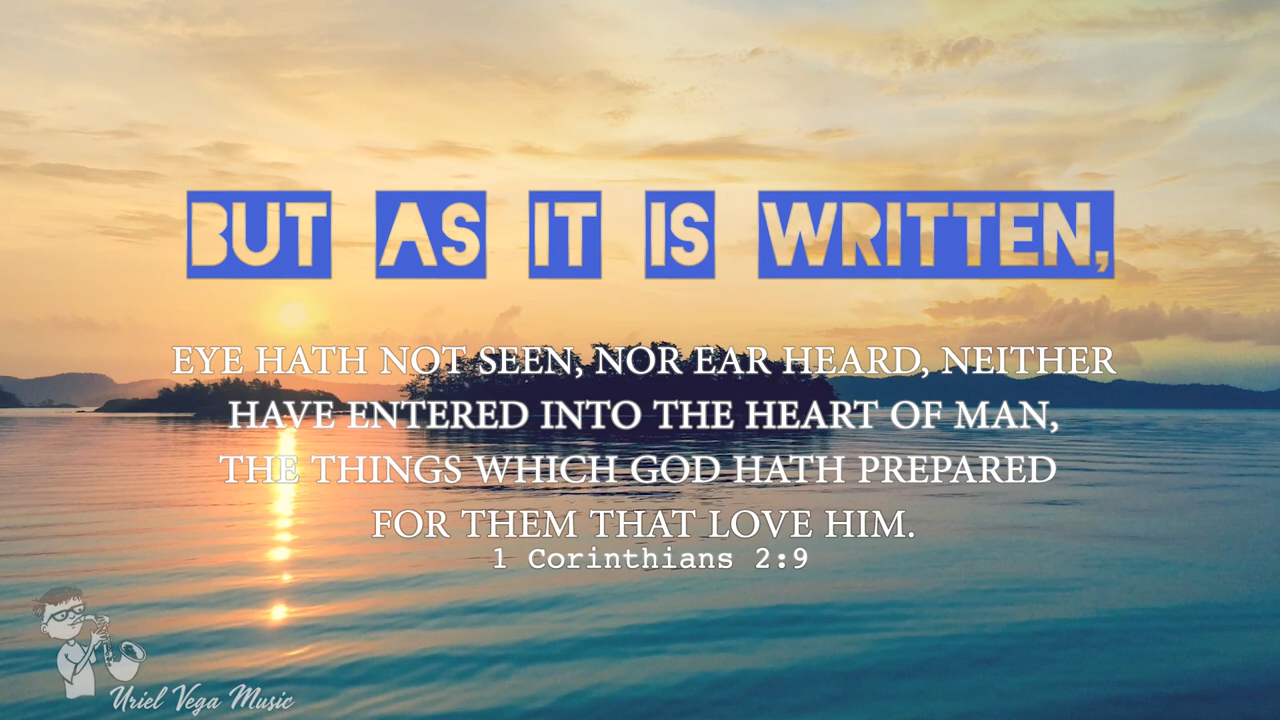 BUT AS IT IS WRITTEN,
EYE HATH NOT SEEN, NOR EAR HEARD, NEITHER
HAVE ENTERED INTO THE HEART OF MAN,
THE THINGS WHICH GOD HATH PREPARED
FOR THEM THAT LOVE HIM.
1 Corinthians 2:9
Uriel Vega Music